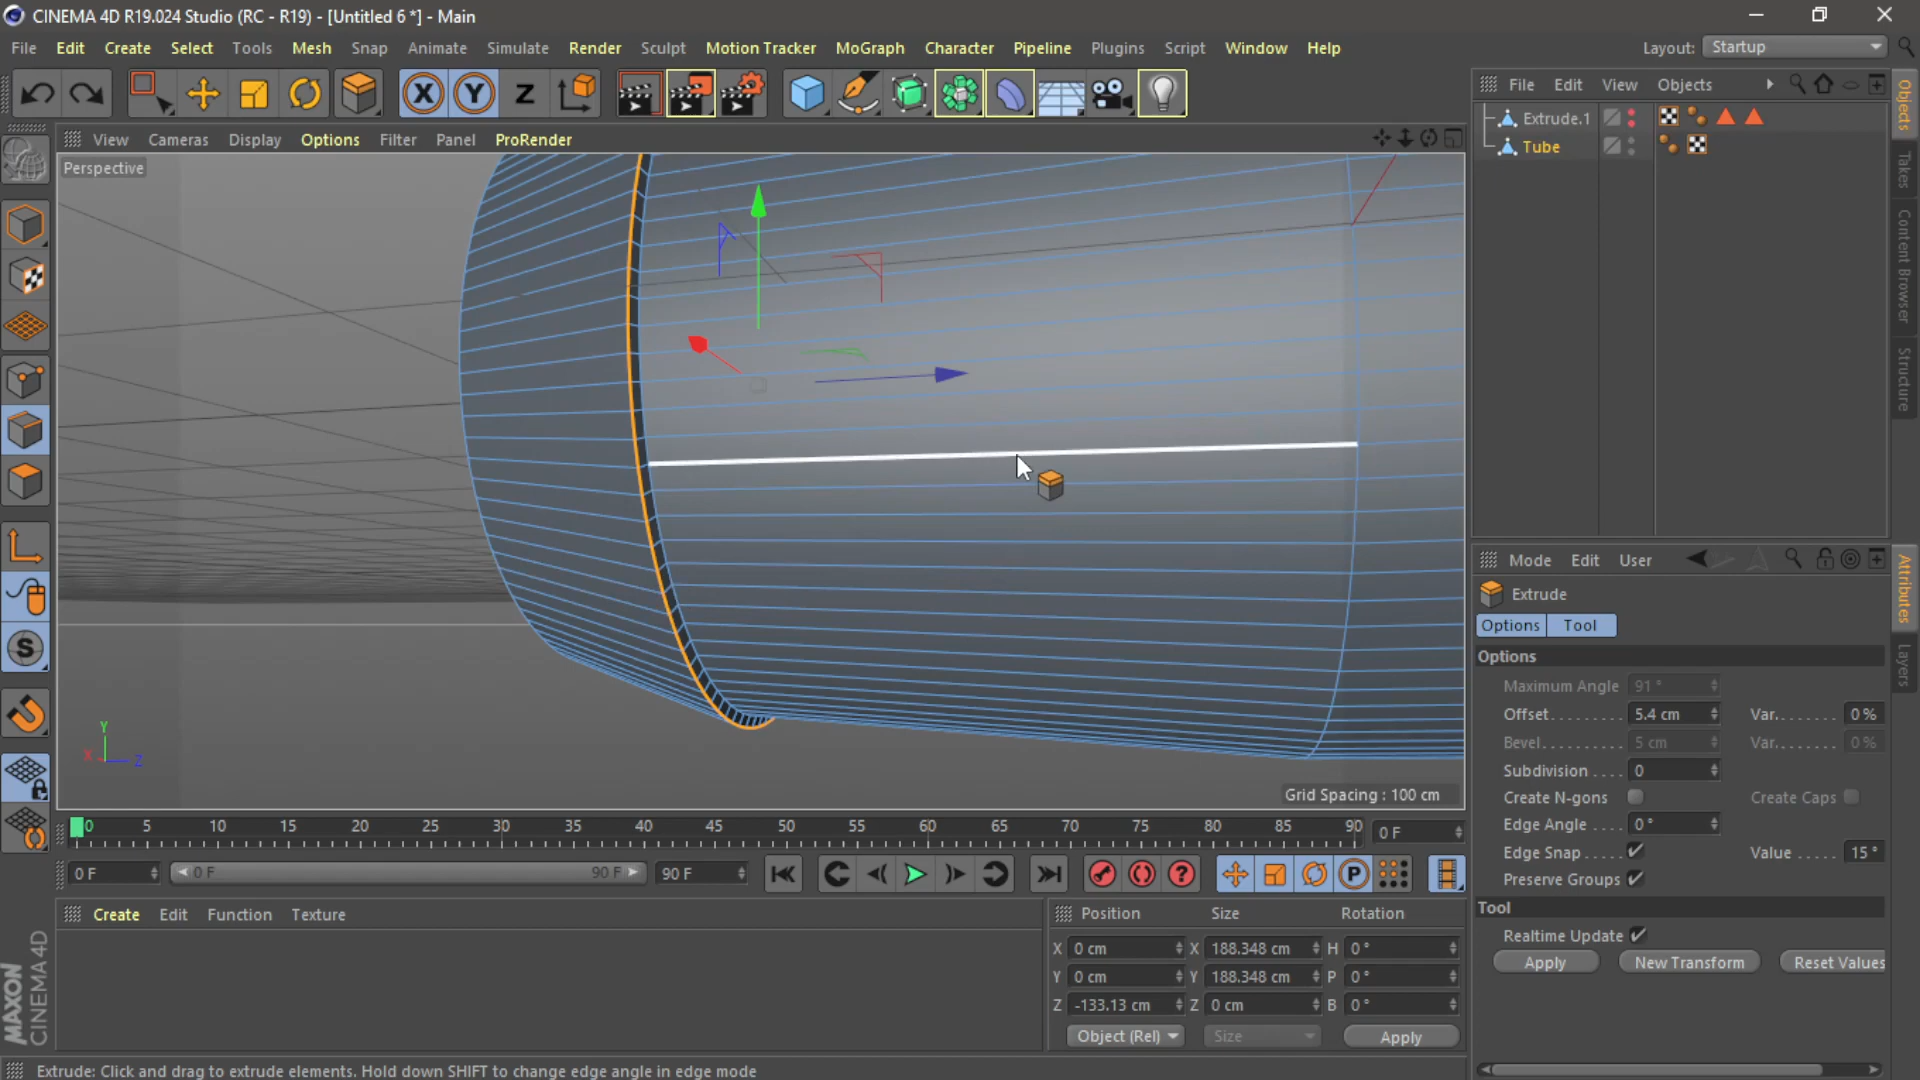 CINEMA 4D R19.024 Studio (RC - R19) - [Untitled 6 *] - Main
File Edit Create Select Tools Mesh Snap Animate Simulate Render Sculpt Motion Tracker MoGraph Character Pipeline Plugins Script Window Help Layout: Startup
X Y Z
File Edit View Objects
View Cameras Display Options Filter Panel ProRender
Perspective
Extrude.1
Tube
Objects
Takes
Content Browser
Structure
Mode Edit User
Extrude
Options Tool
Options
Maximum Angle 91 °
Offset 5.4 cm Var. 0 %
Bevel 5 cm Var. 0 %
Subdivision 0
Create N-gons Create Caps
Edge Angle 0 °
Edge Snap Value 15 °
Preserve Groups
Tool
Realtime Update
Apply New Transform Reset Values
Attributes
Layers
S
Y
X Z
Grid Spacing : 100 cm
0 5 10 15 20 25 30 35 40 45 50 55 60 65 70 75 80 85 90 0 F
0 F 0 F 90 F 90 F
P
Create Edit Function Texture
Position Size Rotation
X 0 cm X 188.348 cm H 0 °
Y 0 cm Y 188.348 cm P 0 °
Z -133.13 cm Z 0 cm B 0 °
Object (Rel) Size Apply
MAXON
CINEMA 4D
Extrude: Click and drag to extrude elements. Hold down SHIFT to change edge angle in edge mode